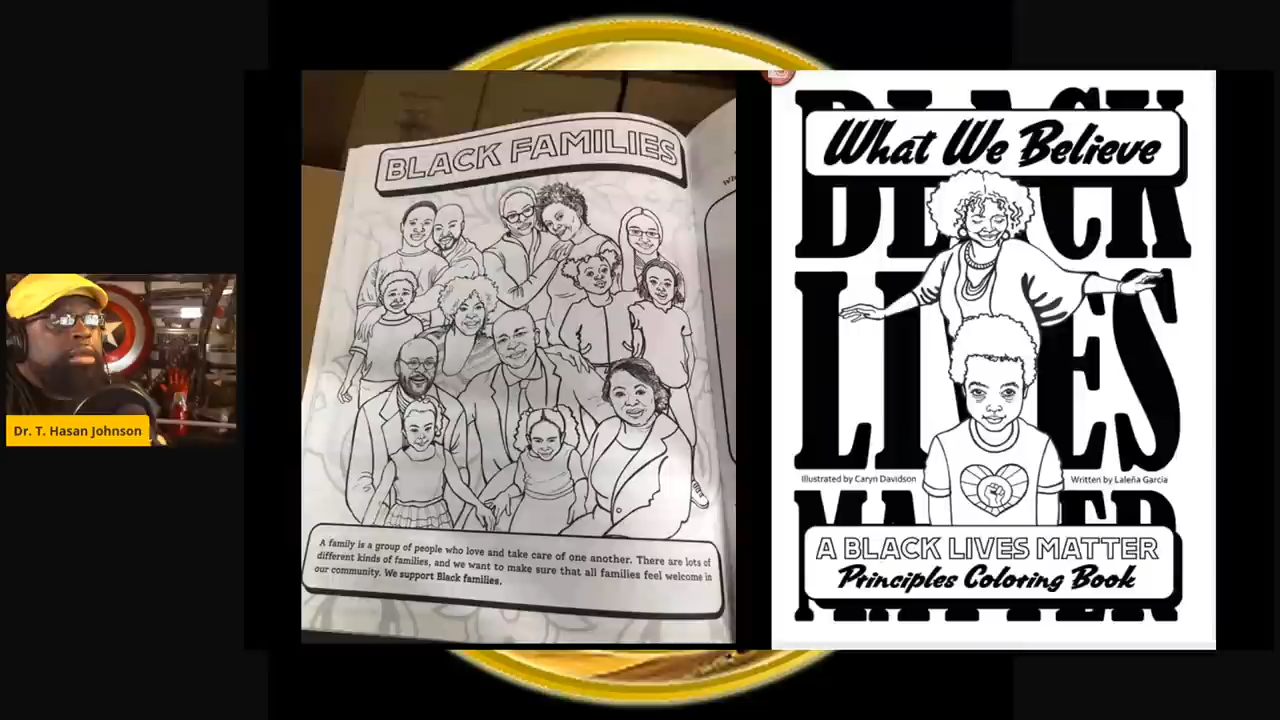 Dr. T. Hasan Johnson
BLACK FAMILIES
A family is a group of people who love and take care of one another. There are lots of
different kinds of families, and we want to make sure that all families feel welcome in
our community. We support Black families.
BLACK
What We Believe
LIVES
Illustrated by Caryn Davidson
Written by Laleña Garcia
MATTER
A BLACK LIVES MATTER
Principles Coloring Book